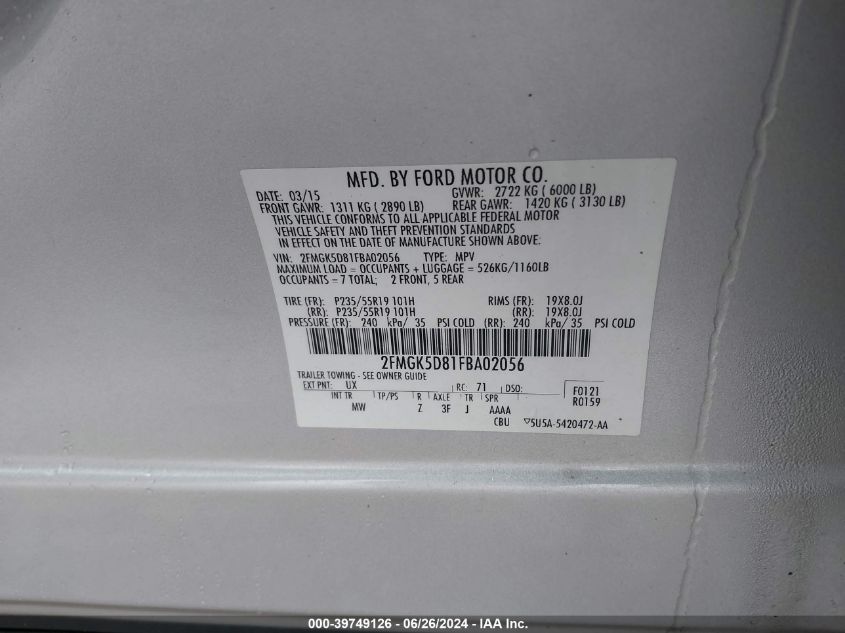 MFD. BY FORD MOTOR CO.
DATE: 03/15 GVWR: 2722 KG ( 6000 LB)
FRONT GAWR: 1311 KG ( 2890 LB) REAR GAWR: 1420 KG ( 3130 LB)
THIS VEHICLE CONFORMS TO ALL APPLICABLE FEDERAL MOTOR
VEHICLE SAFETY AND THEFT PREVENTION STANDARDS
IN EFFECT ON THE DATE OF MANUFACTURE SHOWN ABOVE.
VIN: 2FMGK5D81FBA02056 TYPE: MPV
MAXIMUM LOAD = OCCUPANTS + LUGGAGE = 526KG/1160LB
OCCUPANTS = 7 TOTAL; 2 FRONT, 5 REAR
TIRE (FR): P235/55R19 101H RIMS (FR): 19X8.0J
(RR): P235/55R19 101H (RR): 19X8.0J
PRESSURE (FR): 240 kPa/ 35 PSI COLD (RR): 240 kPa/ 35 PSI COLD
2FMGK5D81FBA02056
TRAILER TOWING - SEE OWNER GUIDE
EXT PNT: UX RC: 71 DSO: F0121
R0159
INT TR TP/PS R AXLE TR SPR
MW Z 3F J AAAA
CBU ▽5U5A-5420472-AA
000-39749126 - 06/26/2024 - IAA Inc.